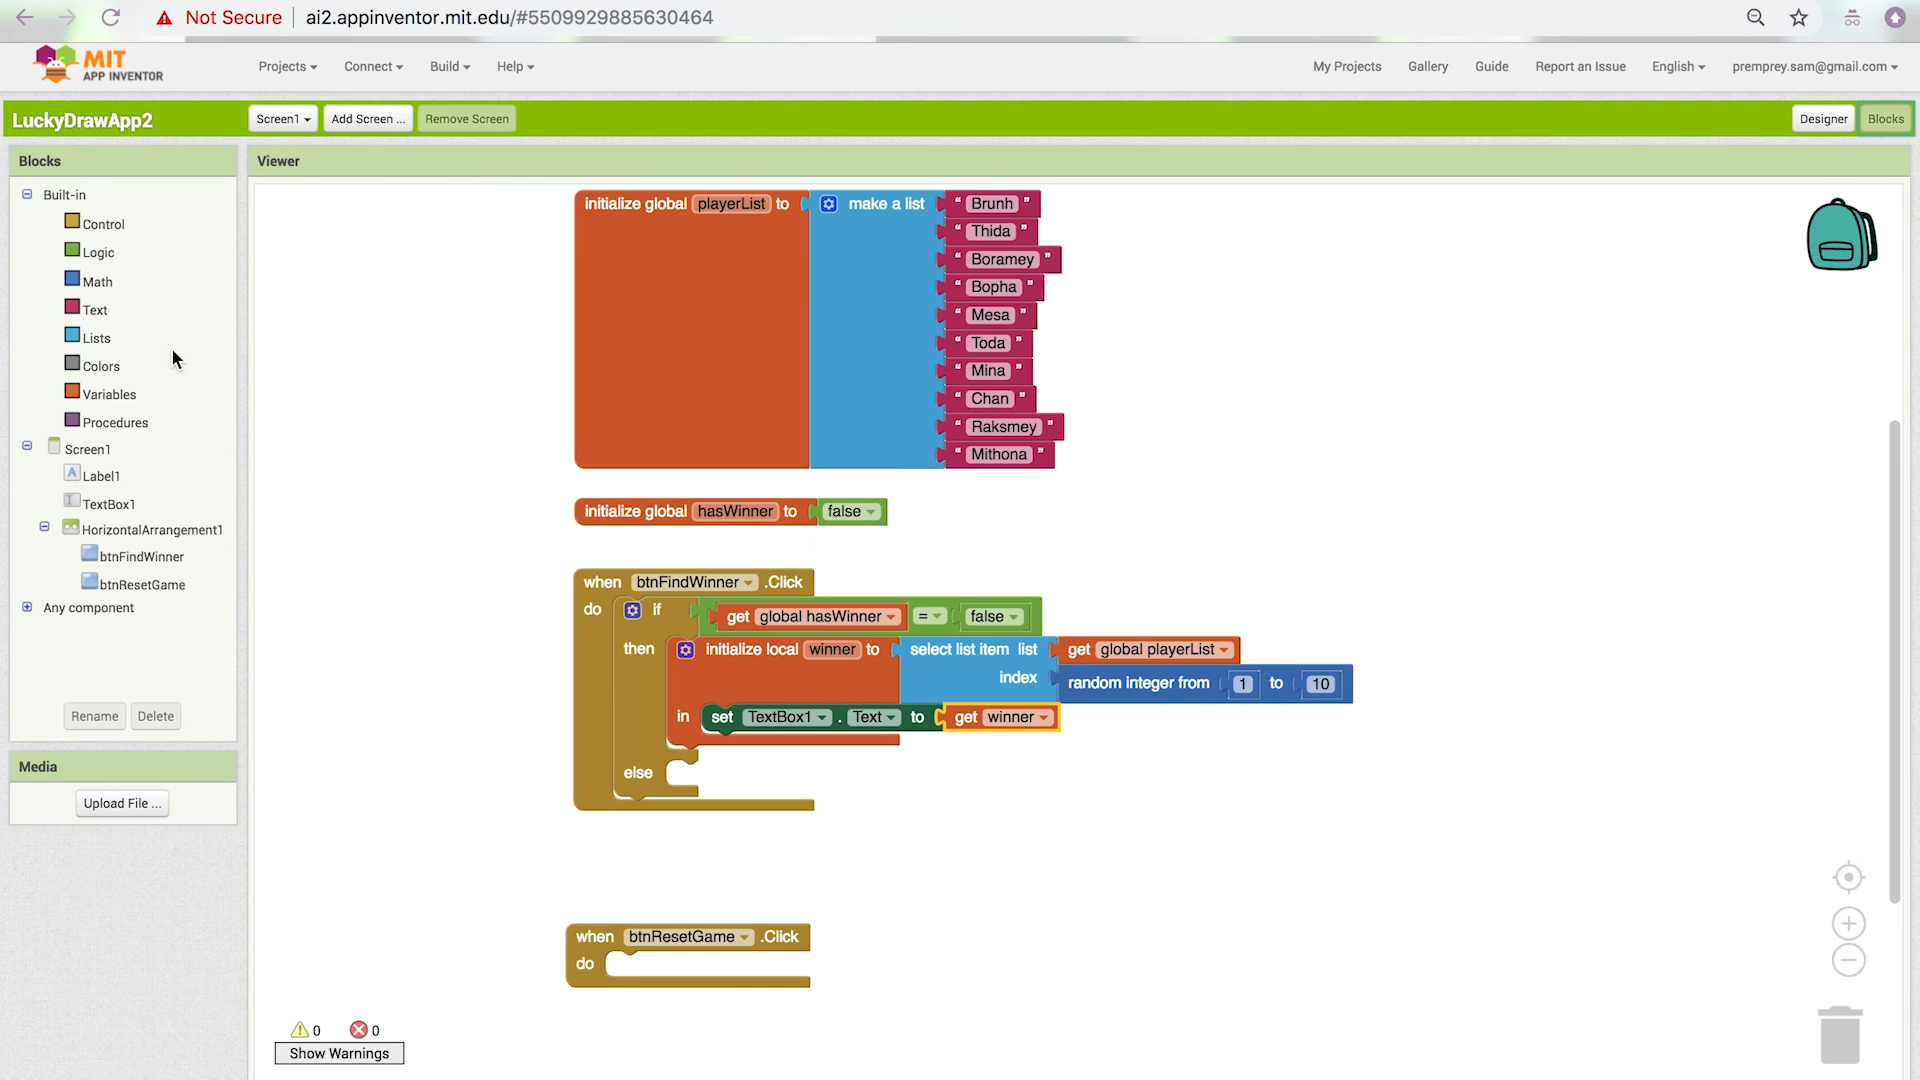 Not Secure ai2.appinventor.mit.edu/#5509929885630464
MIT
APP INVENTOR
Projects Connect Build Help My Projects Gallery Guide Report an Issue English premprey.sam@gmail.com
LuckyDrawApp2 Screen1 Add Screen ... Remove Screen Designer Blocks
Blocks
Viewer
Built-in
Control
Logic
Math
Text
Lists
Colors
Variables
Procedures
Screen1
Label1
TextBox1
HorizontalArrangement1
btnFindWinner
btnResetGame
Any component
Rename Delete
Media
Upload File ...
initialize global playerList to make a list “ Brunh ”
“ Thida ”
“ Boramey ”
“ Bopha ”
“ Mesa ”
“ Toda ”
“ Mina ”
“ Chan ”
“ Raksmey ”
“ Mithona ”
initialize global hasWinner to false
when btnFindWinner .Click
do if get global hasWinner = false
then initialize local winner to select list item list get global playerList
index random integer from 1 to 10
in set TextBox1 . Text to get winner
else
when btnResetGame .Click
do
0 0
Show Warnings